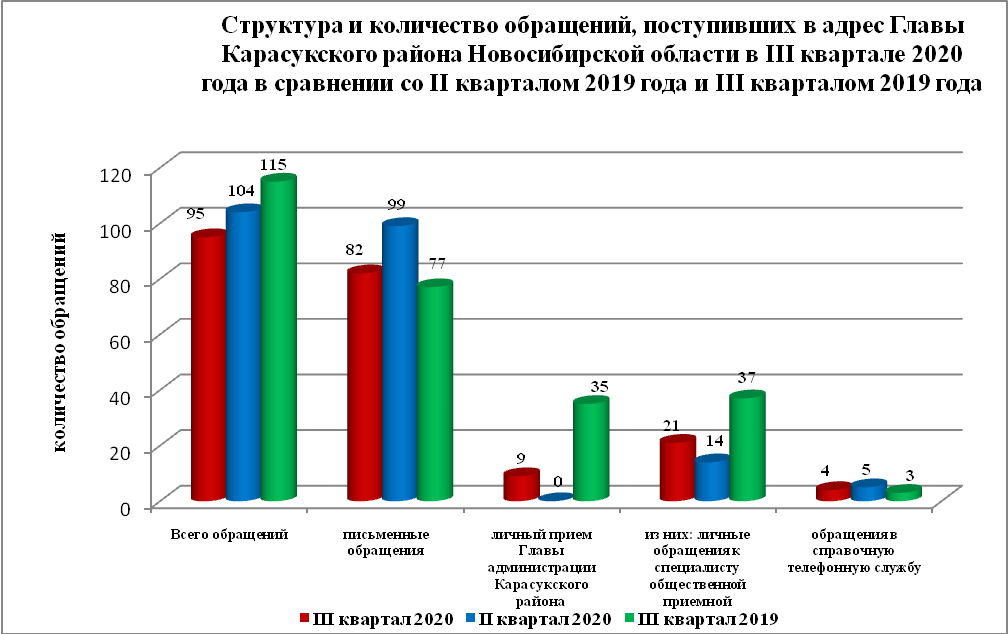 Структура и количество обращений, поступивших в адрес Главы
Карасукского района Новосибирской области в III квартале 2020
года в сравнении со II кварталом 2019 года и III кварталом 2019 года
количество обращений
120
100
80
60
40
20
0
95
104
115
82
99
77
9
0
35
21
14
37
4
5
3
Всего обращений
письменные
обращения
личный прием
Главы
администрации
Карасукского
района
из них: личные
обращения к
специалисту
общественной
приемной
обращения в
справочную
телефонную службу
III квартал 2020
II квартал 2020
III квартал 2019